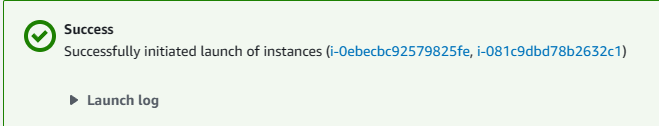 Success
Successfully initiated launch of instances (i-0ebecbc92579825fe, i-081c9dbd78b2632c1)
Launch log